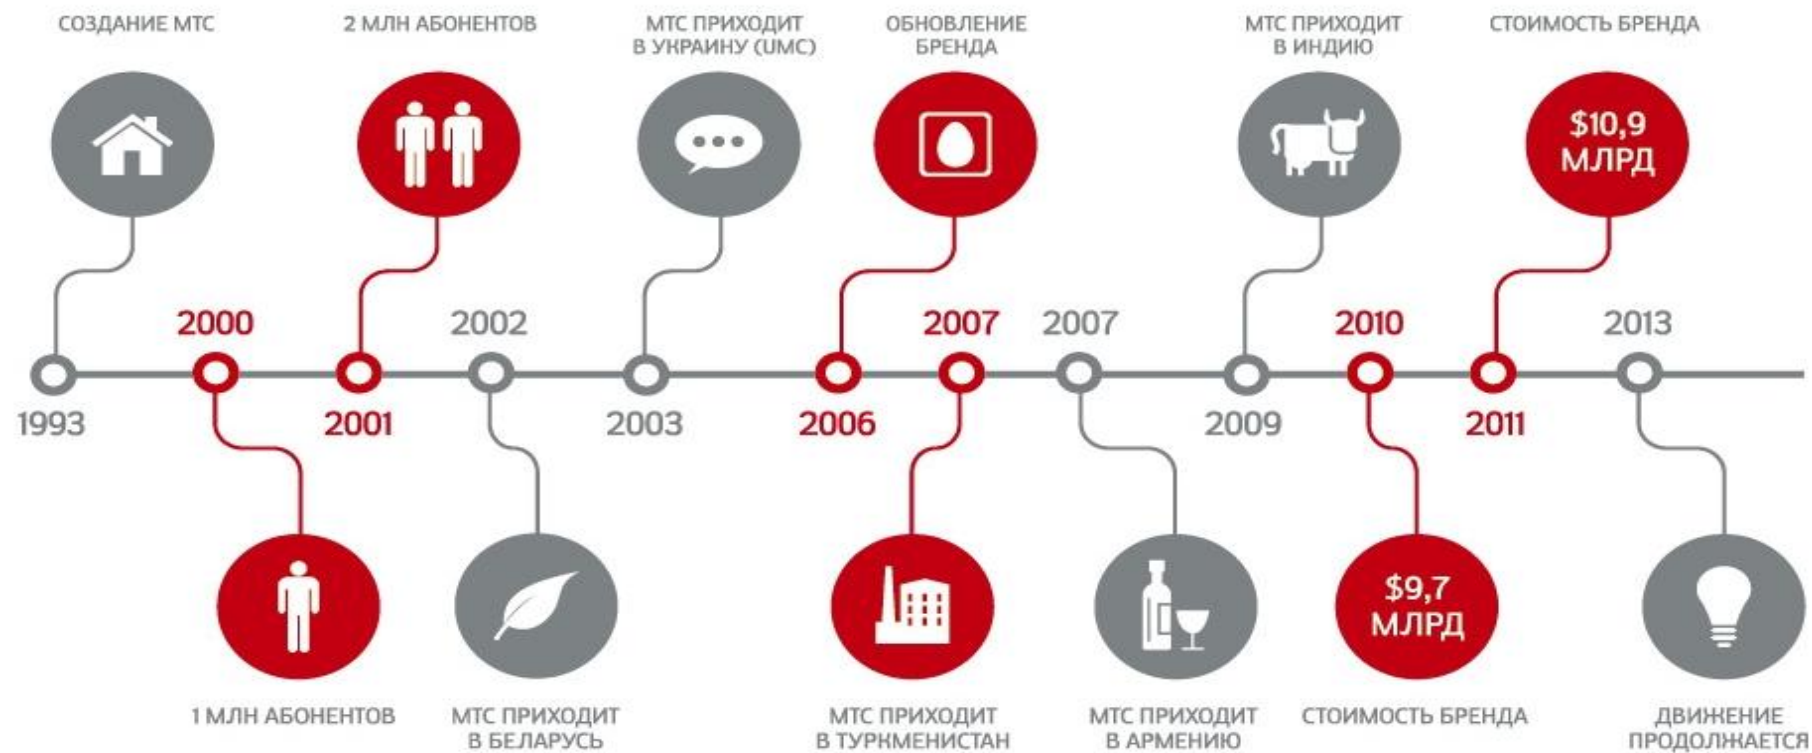 СОЗДАНИЕ МТС
2 МЛН АБОНЕНТОВ
МТС ПРИХОДИТ
В УКРАИНУ (UMC)
ОБНОВЛЕНИЕ
БРЕНДА
МТС ПРИХОДИТ
В ИНДИЮ
СТОИМОСТЬ БРЕНДА
$10,9
МЛРД
2000
2002
2007
2007
2010
2013
1993
2001
2003
2006
2009
2011
$9,7
МЛРД
1 МЛН АБОНЕНТОВ
МТС ПРИХОДИТ
В БЕЛАРУСЬ
МТС ПРИХОДИТ
В ТУРКМЕНИСТАН
МТС ПРИХОДИТ
В АРМЕНИЮ
СТОИМОСТЬ БРЕНДА
ДВИЖЕНИЕ
ПРОДОЛЖАЕТСЯ